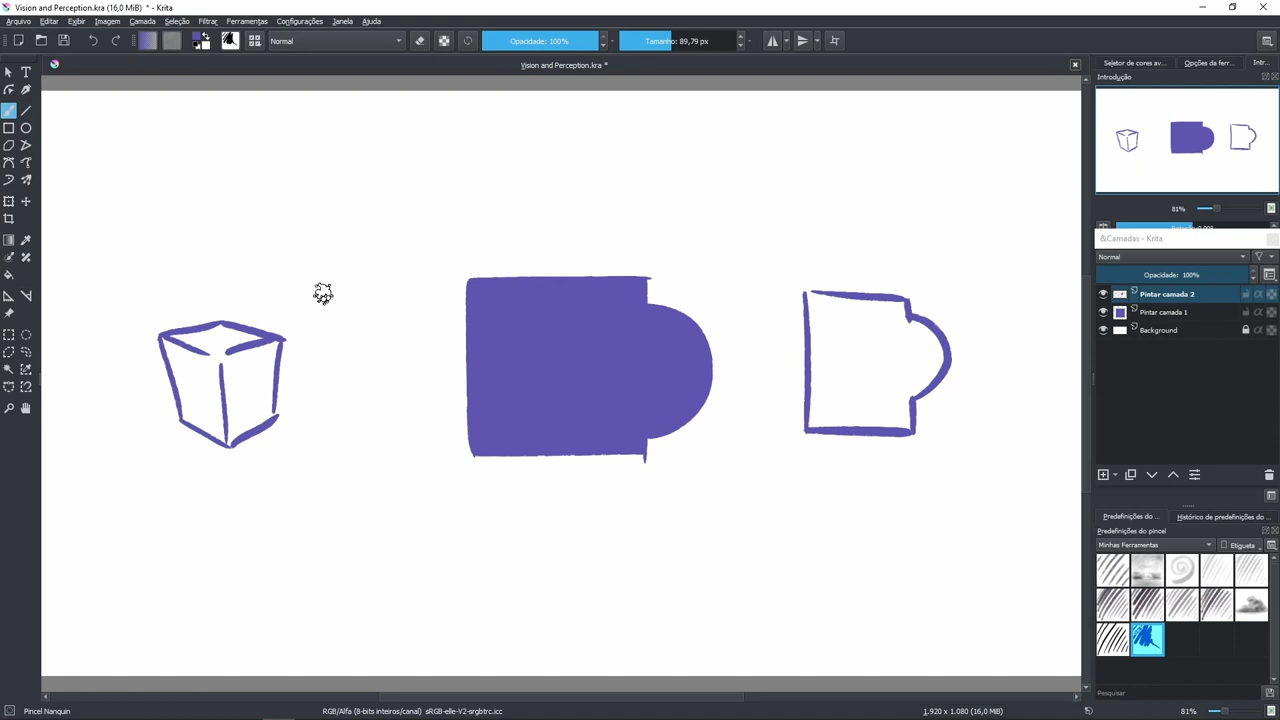 Vision and Perception.kra (16,0 MiB) * - Krita
Arquivo Editar Exibir Imagem Camada Seleção Filtrar Ferramentas Configurações Janela Ajuda
Normal
Opacidade: 100%
Tamanho: 89,79 px
Vision and Perception.kra *
Seletor de cores av... Opções da ferr... Intr...
Introdução
81%
&Camadas - Krita
Normal
Opacidade: 100%
Pintar camada 2
Pintar camada 1
Background
Predefinições do ... Histórico de predefinições do ...
Predefinições do pincel
Minhas Ferramentas Etiqueta
Pesquisar
Pincel Nanquin RGB/Alfa (8-bits inteiros/canal) sRGB-elle-V2-srgbtrc.icc 1.920 x 1.080 (16,0 MiB) 81%